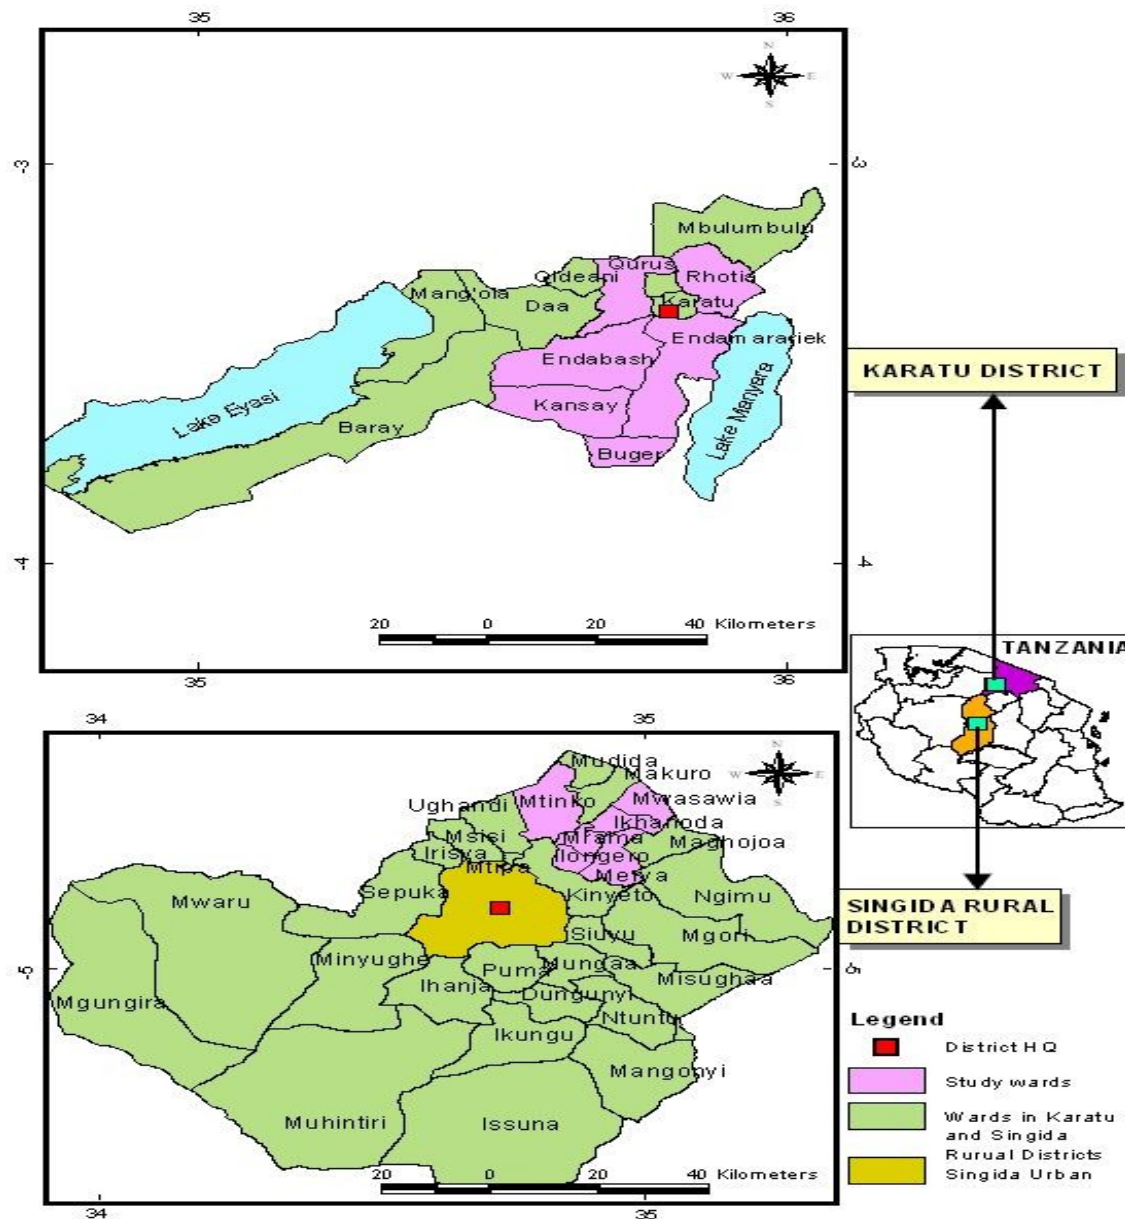 35 36
N
W E
S
-3 -3
Mbulumbulu
Qurus
Oldeani Rhotia
Mang'ola
Daa Karatu
Endamarariek
Endabash
KARATU DISTRICT
Lake Eyasi
Kansay
Lake Manyara
Baray
Buger
-4 -4
20 0 20 40 Kilometers
35 36
TANZANIA
34 35
N
W E
S
Mudida
Makuro
Mtinko Mwasawia
Ughandi
Ikhanoda
Msisi Mrama Maghojoa
Irisya Ilongero
Mtipa Merya
Sepuka Kinyeto Ngimu
Mwaru
SINGIDA RURAL
DISTRICT
Siuyu Mgori
Minyughe Mungaa
-5 Puma Misughaa
Ihanja
Mgungira Dungunyi
Ntuntu
Ikungu
Mangonyi
Muhintiri Issuna
20 0 20 40 Kilometers
34 35
Legend
District HQ
Study wards
Wards in Karatu
and Singida
Rurual Districts
Singida Urban